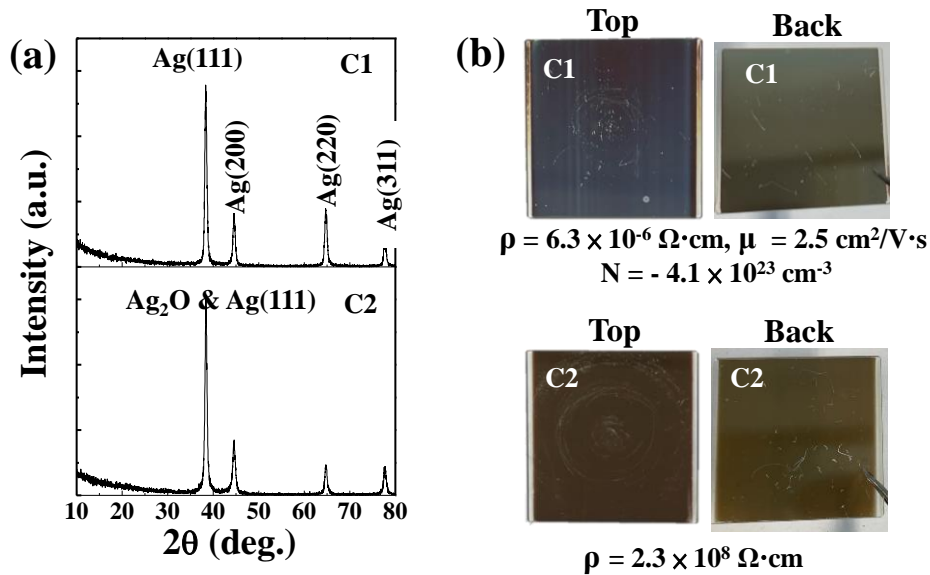 (a)
Ag(111)
C1
Ag(200)
Ag(220)
Ag(311)
Ag₂O & Ag(111)
C2
Intensity (a.u.)
10 20 30 40 50 60 70 80
2θ (deg.)
(b)
Top Back
C1 C1
ρ = 6.3 × 10⁻⁶ Ω·cm, μ = 2.5 cm²/V·s
N = - 4.1 × 10²³ cm⁻³
Top Back
C2 C2
ρ = 2.3 × 10⁸ Ω·cm